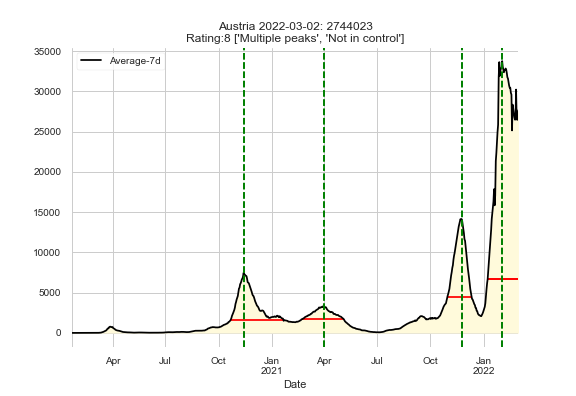 Austria 2022-03-02: 2744023
Rating:8 ['Multiple peaks', 'Not in control']
Average-7d
35000
30000
25000
20000
15000
10000
5000
0
Apr Jul Oct Jan Apr Jul Oct Jan
2021 2022
Date